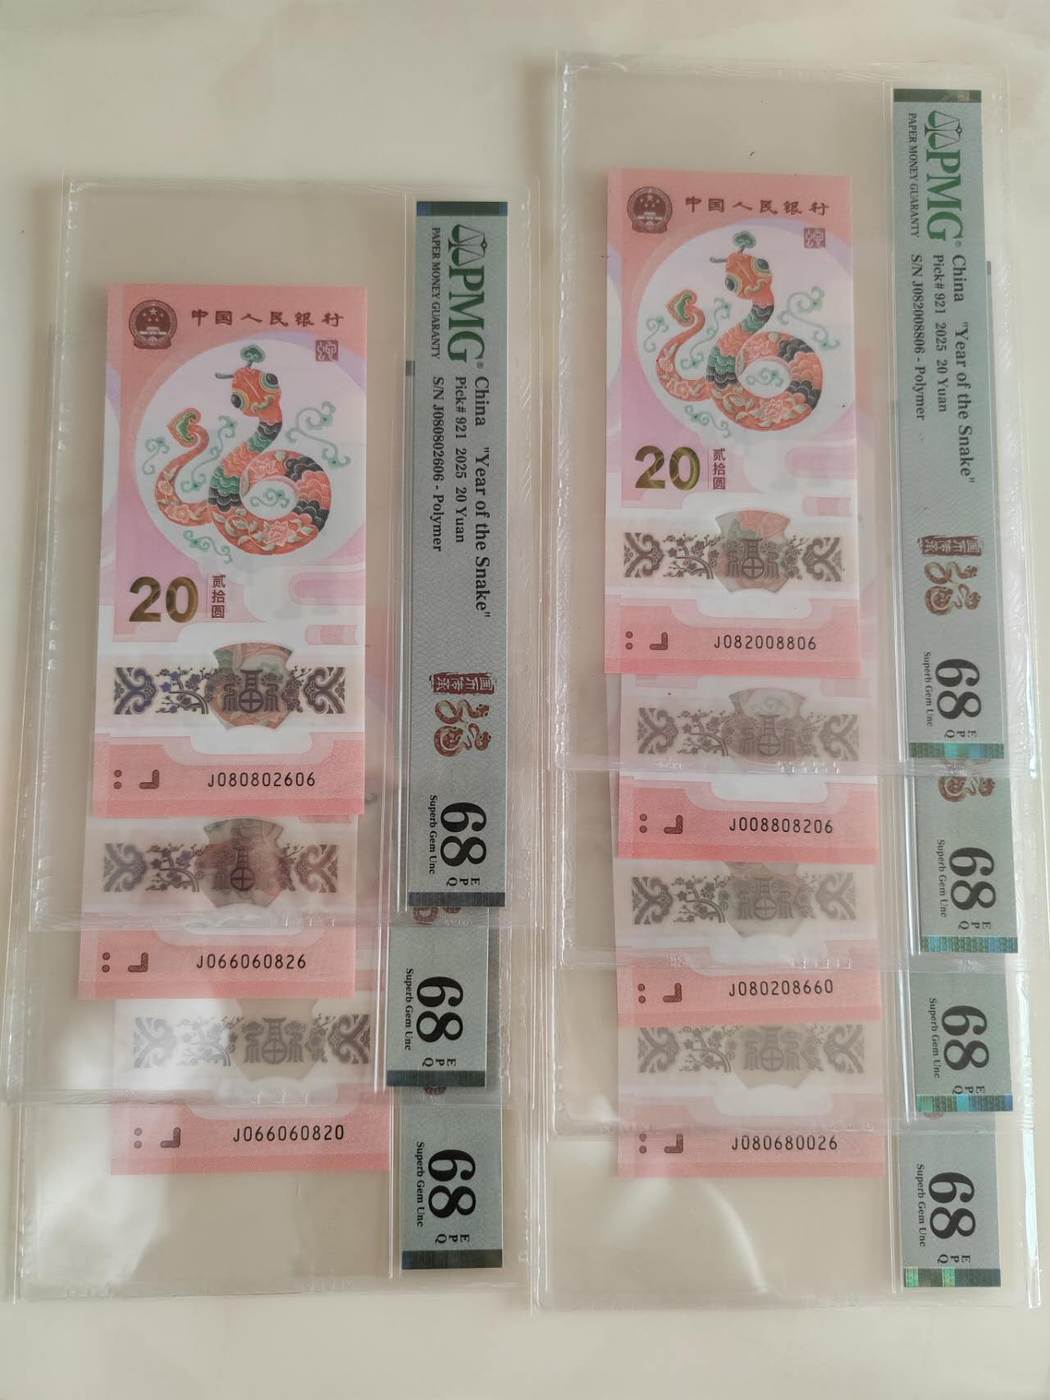 中国人民银行
20
贰拾圆
福
J080802606
PMG®
PAPER MONEY GUARANTY
China "Year of the Snake"
Pick# 921 2025 20 Yuan
S/N J080802606 - Polymer
68
EPQ
Superb Gem Unc
J066060826
68
EPQ
Superb Gem Unc
J066060820
68
EPQ
Superb Gem Unc
中国人民银行
20
贰拾圆
福
J082008806
PMG®
PAPER MONEY GUARANTY
China "Year of the Snake"
Pick# 921 2025 20 Yuan
S/N J082008806 - Polymer
68
EPQ
Superb Gem Unc
J008808206
68
EPQ
Superb Gem Unc
J080208660
68
EPQ
Superb Gem Unc
J080680026
68
EPQ
Superb Gem Unc